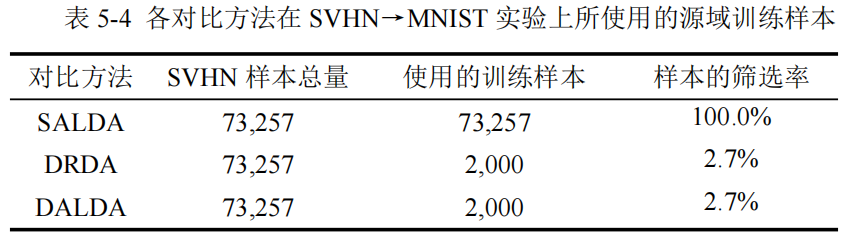 表 5-4 各对比方法在 SVHN→MNIST 实验上所使用的源域训练样本
对比方法 SVHN 样本总量 使用的训练样本 样本的筛选率
SALDA 73,257 73,257 100.0%
DRDA 73,257 2,000 2.7%
DALDA 73,257 2,000 2.7%